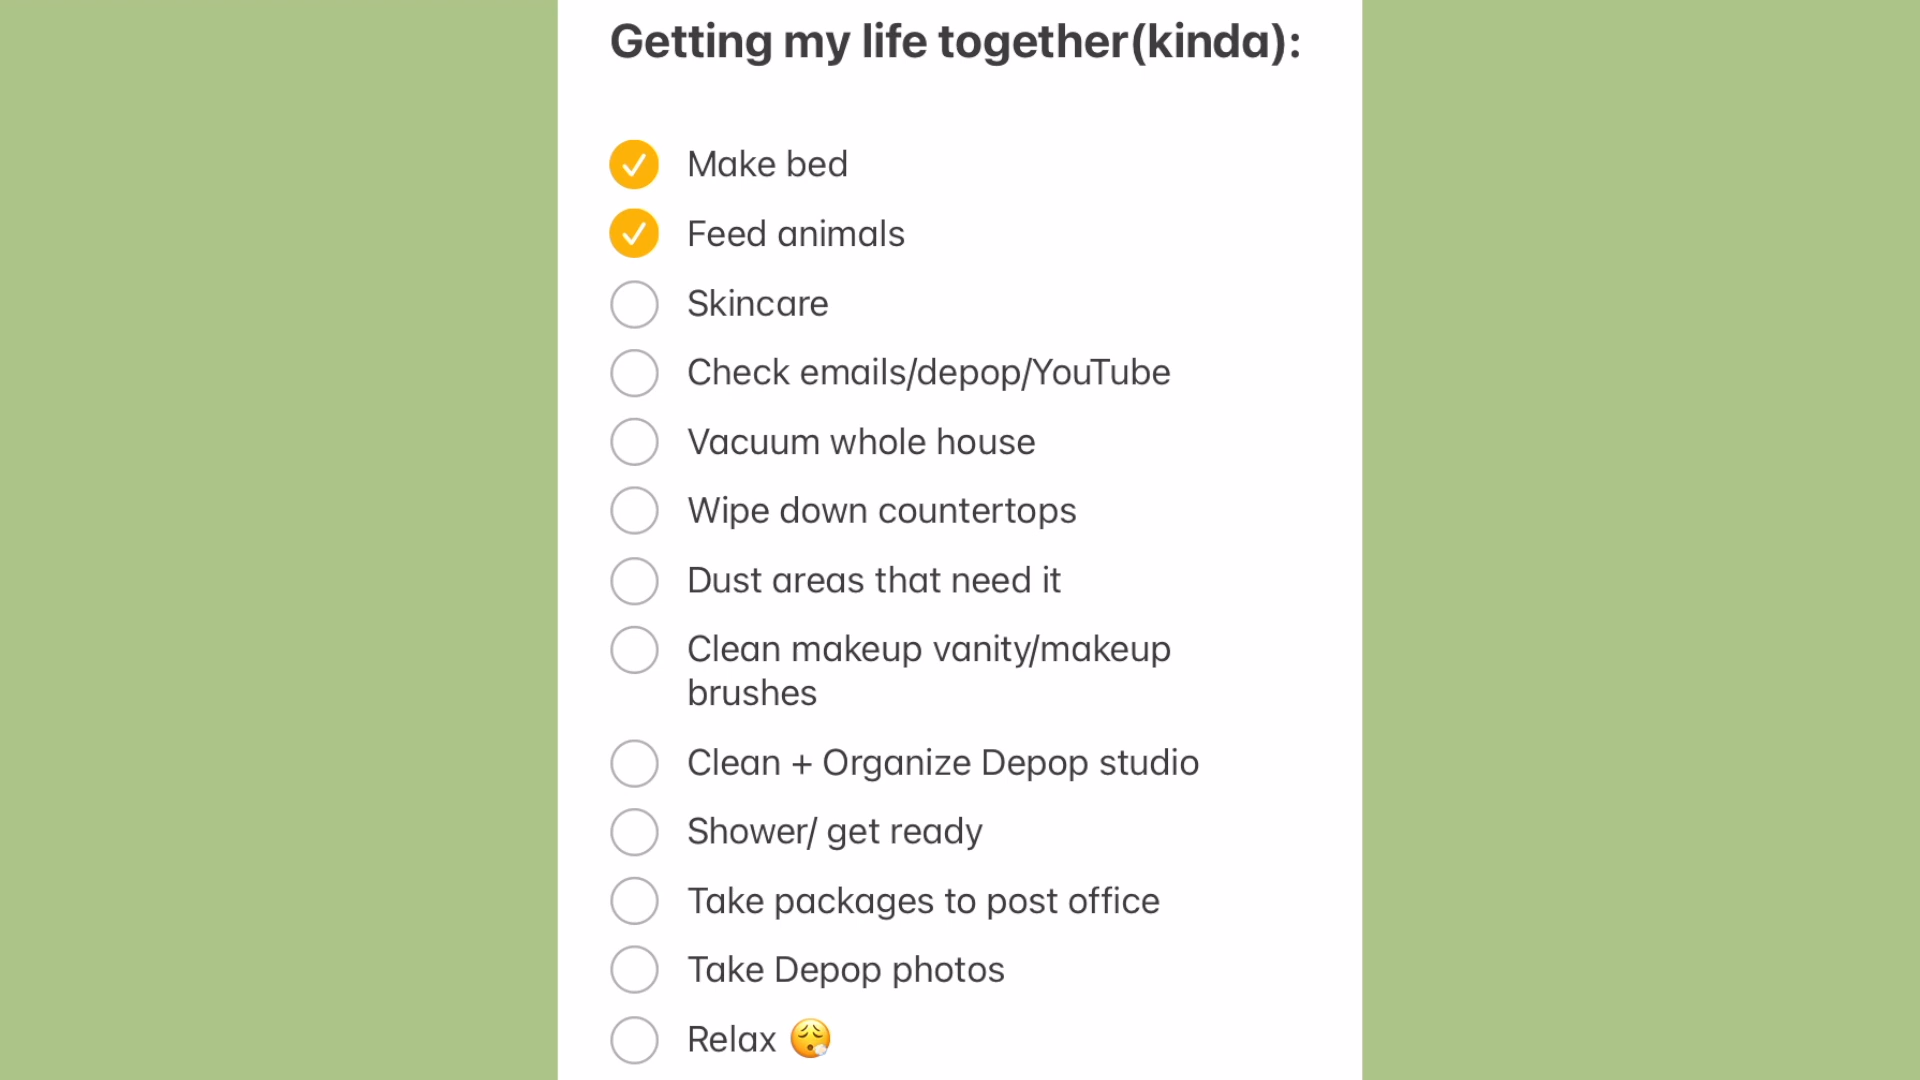 Getting my life together(kinda):
Make bed
Feed animals
Skincare
Check emails/depop/YouTube
Vacuum whole house
Wipe down countertops
Dust areas that need it
Clean makeup vanity/makeup
brushes
Clean + Organize Depop studio
Shower/ get ready
Take packages to post office
Take Depop photos
Relax 😮‍💨